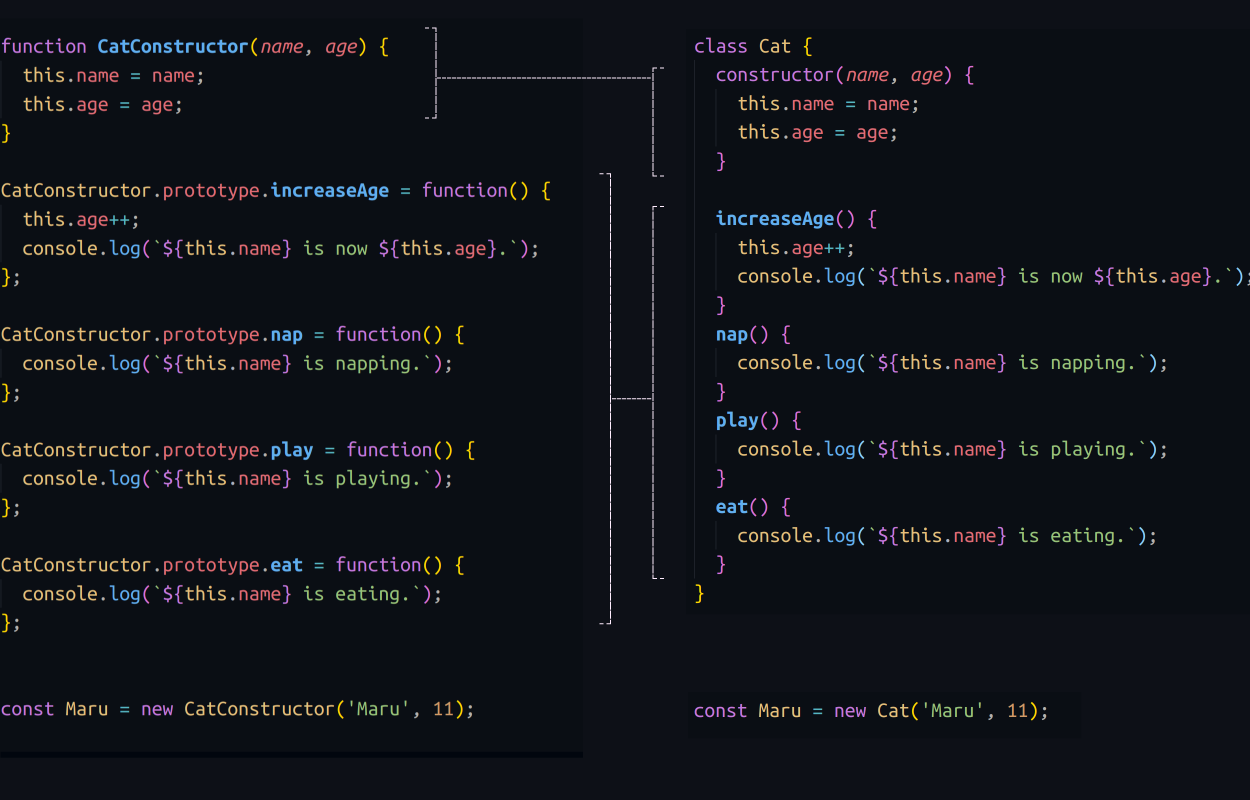 function CatConstructor(name, age) {
  this.name = name;
  this.age = age;
}
CatConstructor.prototype.increaseAge = function() {
  this.age++;
  console.log(`${this.name} is now ${this.age}.`);
};
CatConstructor.prototype.nap = function() {
  console.log(`${this.name} is napping.`);
};
CatConstructor.prototype.play = function() {
  console.log(`${this.name} is playing.`);
};
CatConstructor.prototype.eat = function() {
  console.log(`${this.name} is eating.`);
};
const Maru = new CatConstructor('Maru', 11);
class Cat {
  constructor(name, age) {
    this.name = name;
    this.age = age;
  }
  increaseAge() {
    this.age++;
    console.log(`${this.name} is now ${this.age}.`);
  }
  nap() {
    console.log(`${this.name} is napping.`);
  }
  play() {
    console.log(`${this.name} is playing.`);
  }
  eat() {
    console.log(`${this.name} is eating.`);
  }
}
const Maru = new Cat('Maru', 11);